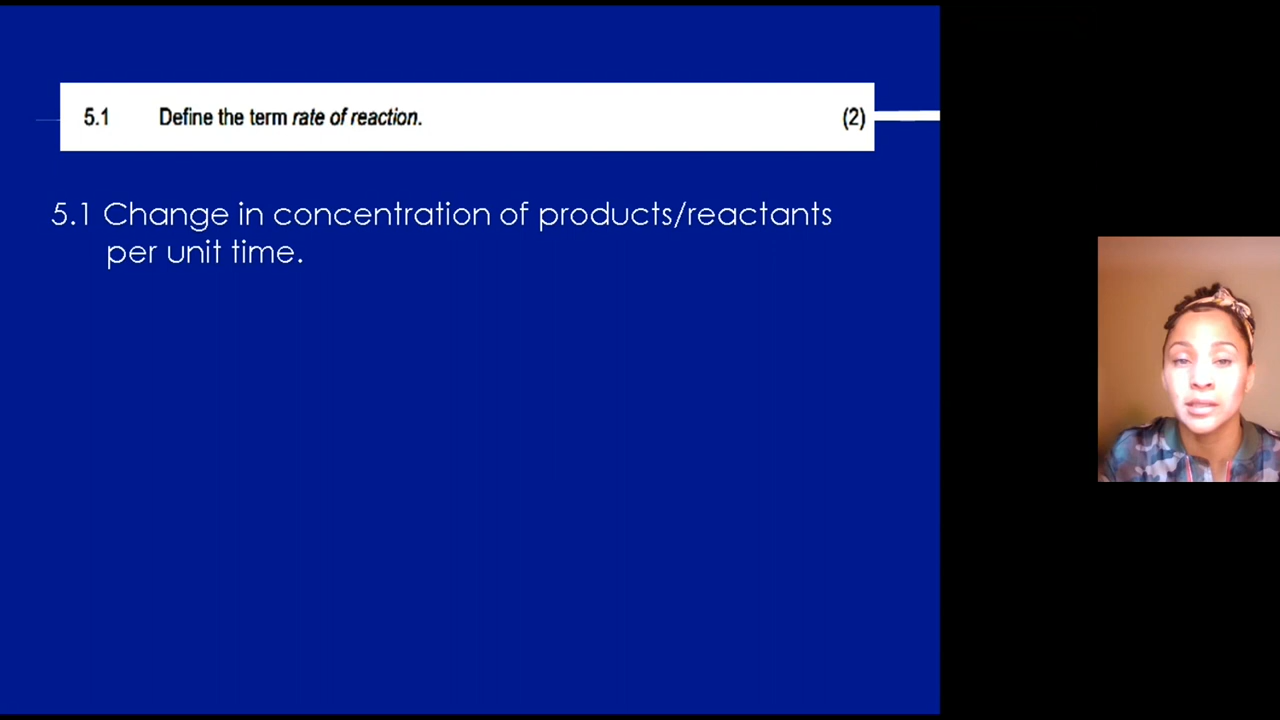 5.1 Define the term rate of reaction. (2)
5.1 Change in concentration of products/reactants
per unit time.